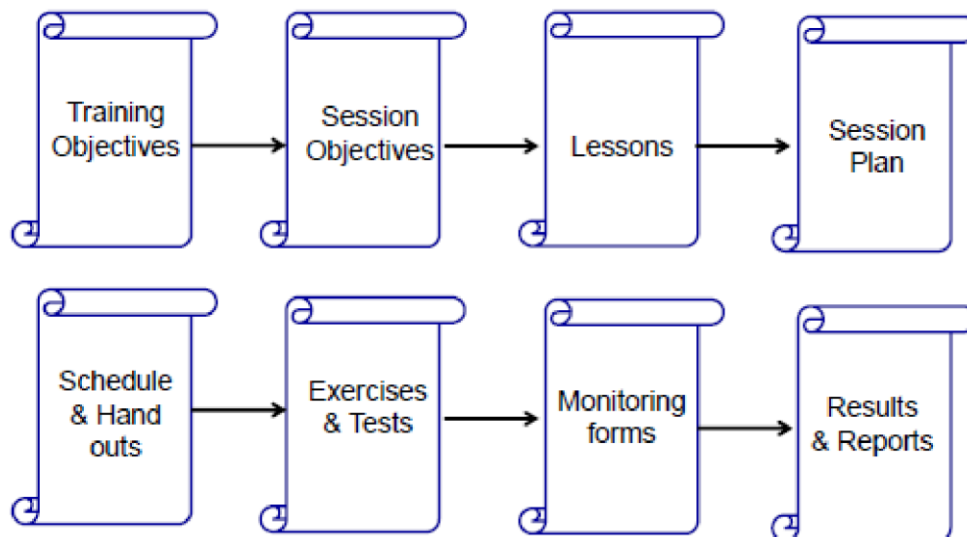 Training
Objectives
Session
Objectives
Lessons
Session
Plan
Schedule
& Hand
outs
Exercises
& Tests
Monitoring
forms
Results
& Reports